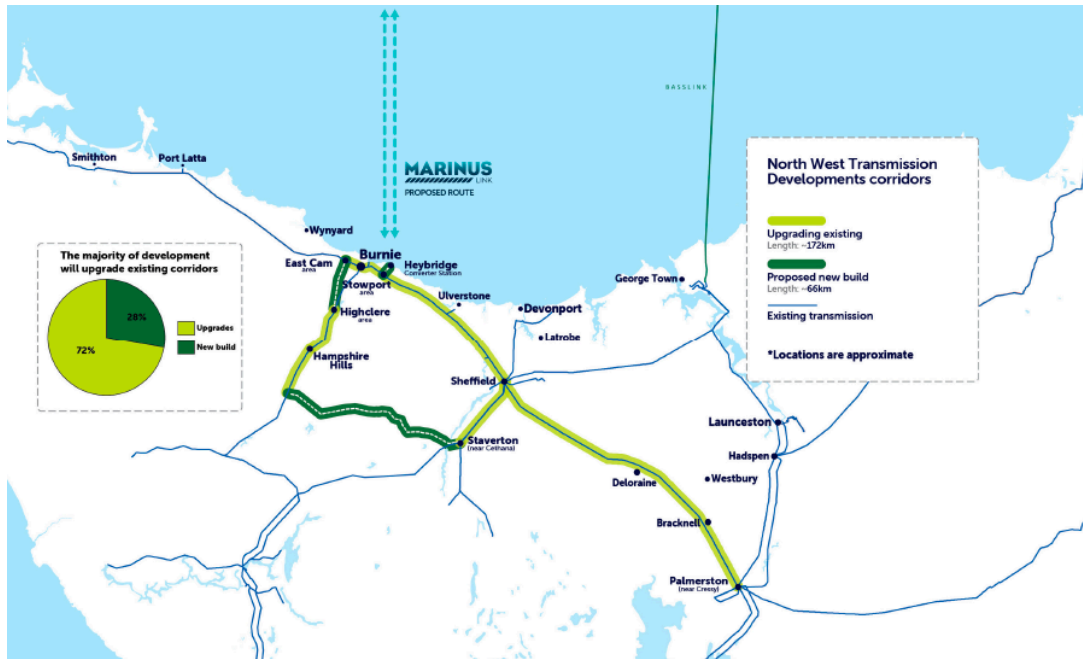 BASSLINK
MARINUS
LINK
PROPOSED ROUTE
North West Transmission
Developments corridors
Upgrading existing
Length: ~172km
Proposed new build
Length: ~66km
Existing transmission
*Locations are approximate
Smithton
Port Latta
Wynyard
The majority of development
will upgrade existing corridors
28%
72%
Upgrades
New build
Burnie
East Cam
area
Heybridge
Converter Station
Stowport
area
George Town
Ulverstone
Devonport
Highclere
area
Latrobe
Hampshire
Hills
Sheffield
Launceston
Staverton
(near Cethana)
Hadspen
Deloraine
Westbury
Bracknell
Palmerston
(near Cressy)